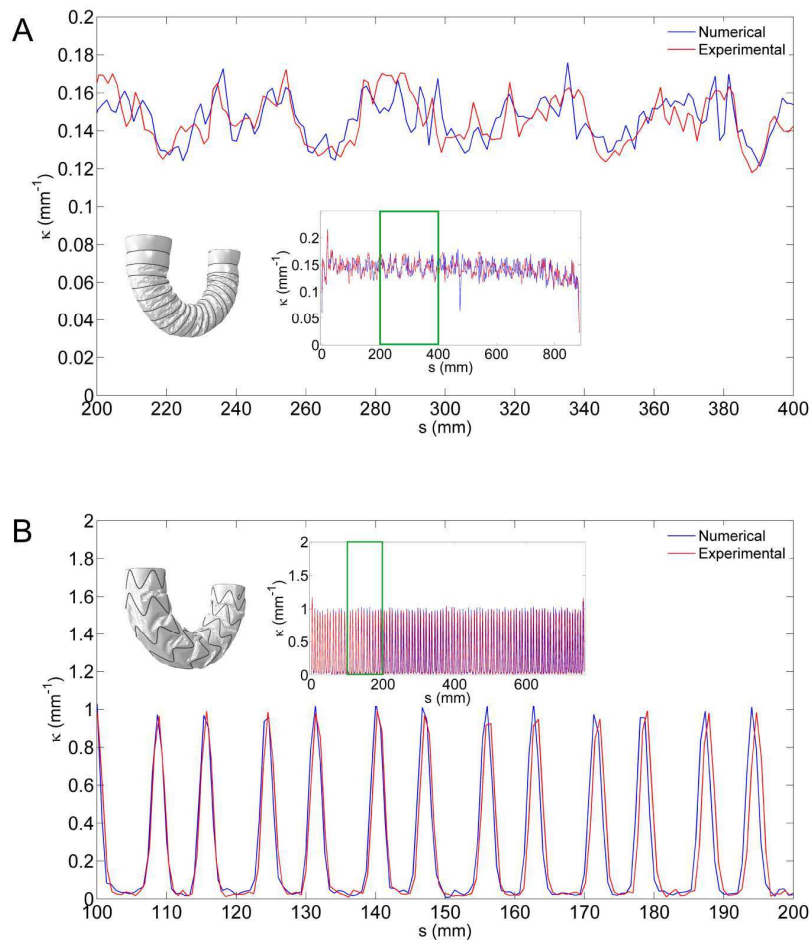 A
0.2
0.18
0.16
0.14
0.12
0.1
0.08
0.06
0.04
0.02
0
κ (mm-1)
Numerical
Experimental
0.2
0.15
0.1
0.05
0
κ (mm-1)
0 200 400 600 800
s (mm)
200 220 240 260 280 300 320 340 360 380 400
s (mm)
B
2
1.8
1.6
1.4
1.2
1
0.8
0.6
0.4
0.2
0
κ (mm-1)
Numerical
Experimental
2
1.5
1
0.5
0
κ (mm-1)
0 200 400 600
s (mm)
100 110 120 130 140 150 160 170 180 190 200
s (mm)